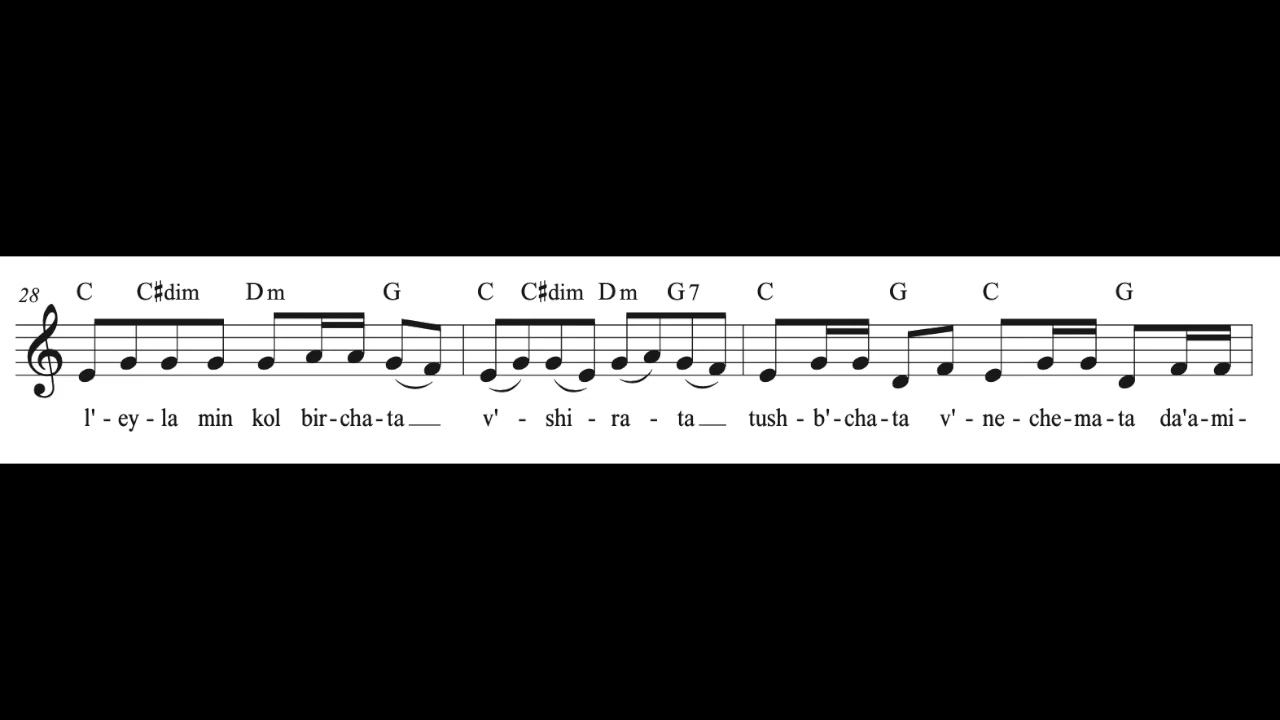 28 C C♯dim Dm G C C♯dim Dm G7 C G C G
l' - ey - la min kol bir - cha - ta v' - shi - ra - ta tush - b' - cha - ta v' - ne - che - ma - ta da'a - mi -